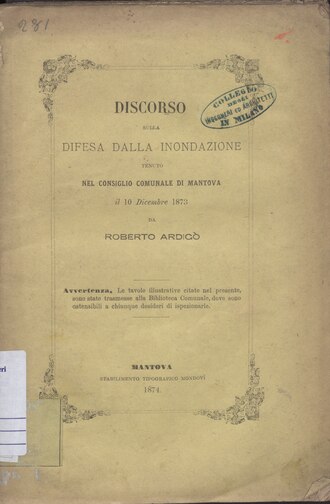 281
COLLEGIO
DEGLI
INGEGNERI ED ARCHITETTI
IN MILANO
DISCORSO
SULLA
DIFESA DALLA INONDAZIONE
TENUTO
NEL CONSIGLIO COMUNALE DI MANTOVA
il 10 Dicembre 1873
DA
ROBERTO ARDIGÒ
Avvertenza. Le tavole illustrative citate nel presente,
sono state trasmesse alla Biblioteca Comunale, dove sono
ostensibili a chiunque desideri di ispezionarle.
MANTOVA
STABILIMENTO TIPOGRAFICO MONDOVÌ
1874.